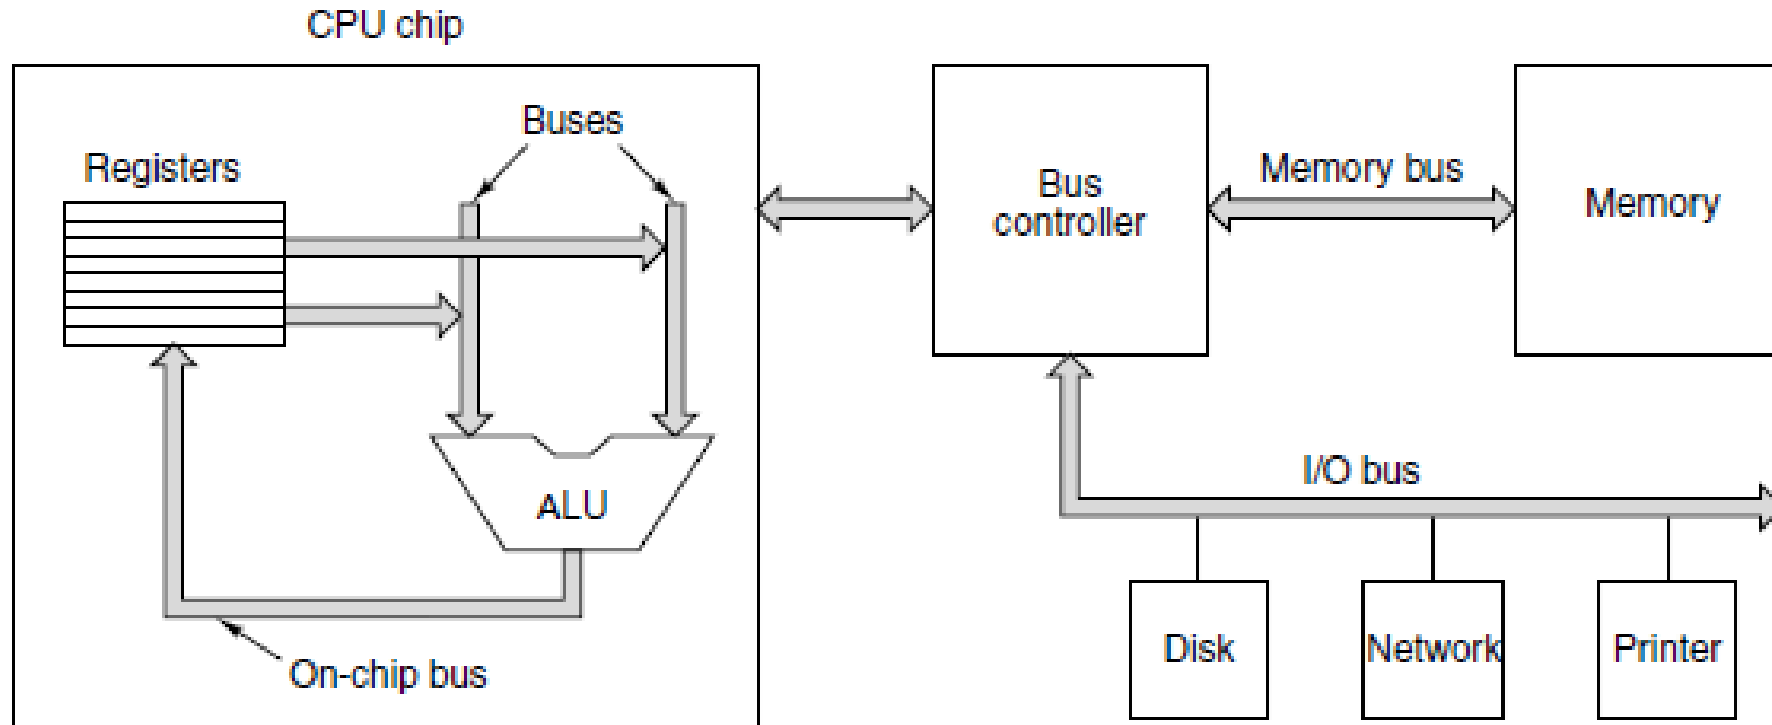 CPU chip
Buses
Registers
Bus
controller
Memory bus
Memory
ALU
I/O bus
On-chip bus
Disk
Network
Printer